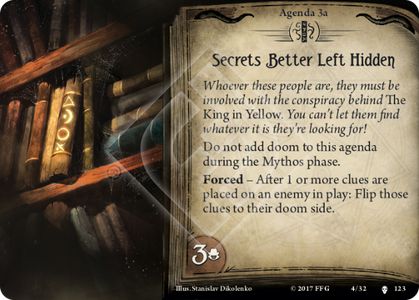 Agenda 3a
Secrets Better Left Hidden
Whoever these people are, they must be
involved with the conspiracy behind The
King in Yellow. You can't let them find
whatever it is they're looking for!
Do not add doom to this agenda
during the Mythos phase.
Forced – After 1 or more clues are
placed on an enemy in play: Flip those
clues to their doom side.
3
Illus. Stanislav Dikolenko
© 2017 FFG
4/32
123